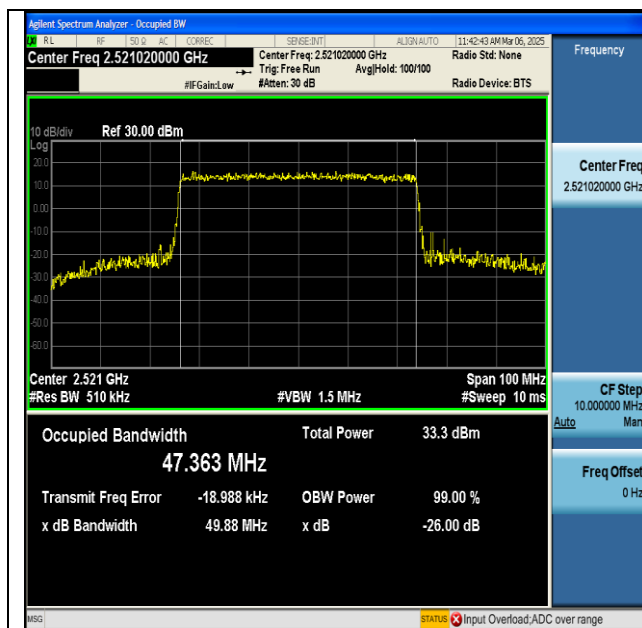 Agilent Spectrum Analyzer - Occupied BW
RL RF 50 Ω AC CORREC SENSE:INT ALIGN AUTO 11:42:43 AM Mar 06, 2025
Center Freq 2.521020000 GHz
Center Freq: 2.521020000 GHz
Radio Std: None
Trig: Free Run Avg|Hold: 100/100
#IFGain:Low
#Atten: 30 dB
Radio Device: BTS
10 dB/div Ref 30.00 dBm
Log
20.0
10.0
0.00
-10.0
-20.0
-30.0
-40.0
-50.0
-60.0
Center 2.521 GHz Span 100 MHz
#Res BW 510 kHz #VBW 1.5 MHz #Sweep 10 ms
Occupied Bandwidth Total Power 33.3 dBm
47.363 MHz
Transmit Freq Error -18.988 kHz OBW Power 99.00 %
x dB Bandwidth 49.88 MHz x dB -26.00 dB
Frequency
Center Freq
2.521020000 GHz
CF Step
10.000000 MHz
Auto Man
Freq Offset
0 Hz
MSG STATUS Input Overload;ADC over range